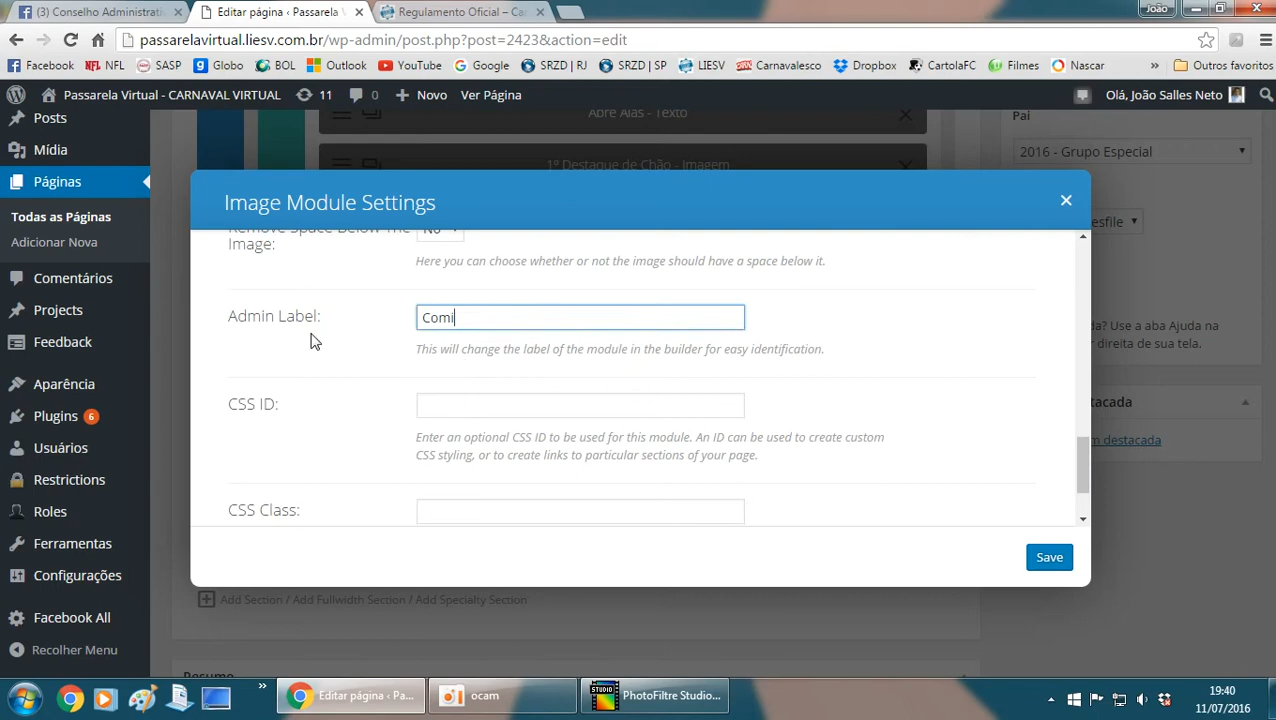 (3) Conselho Administrativ
Editar página ‹ Passarela V
Regulamento Oficial – Car
João
passarelavirtual.liesv.com.br/wp-admin/post.php?post=2423&action=edit
Facebook NFL SASP Globo BOL Outlook YouTube Google SRZD | RJ SRZD | SP LIESV Carnavalesco Dropbox CartolaFC Filmes Nascar » Outros favoritos
Passarela Virtual - CARNAVAL VIRTUAL 11 0 Novo Ver Página Olá, João Salles Neto
Posts
Mídia
Páginas
Todas as Páginas
Adicionar Nova
Comentários
Projects
Feedback
Aparência
Plugins 6
Usuários
Restrictions
Roles
Ferramentas
Configurações
Facebook All
Recolher Menu
Abre Alas - Texto
1º Destaque de Chão - Imagem
Pai
2016 - Grupo Especial
esfile
da? Use a aba Ajuda na
direita de sua tela.
tacada
m destacada
Image Module Settings
Remove Space Below The
Image:
No
Here you can choose whether or not the image should have a space below it.
Admin Label:
Comi
This will change the label of the module in the builder for easy identification.
CSS ID:
Enter an optional CSS ID to be used for this module. An ID can be used to create custom
CSS styling, or to create links to particular sections of your page.
CSS Class:
Save
Add Section / Add Fullwidth Section / Add Specialty Section
Resumo
» Editar página ‹ Pa...
ocam
STUDIO
PhotoFiltre Studio...
19:40
11/07/2016